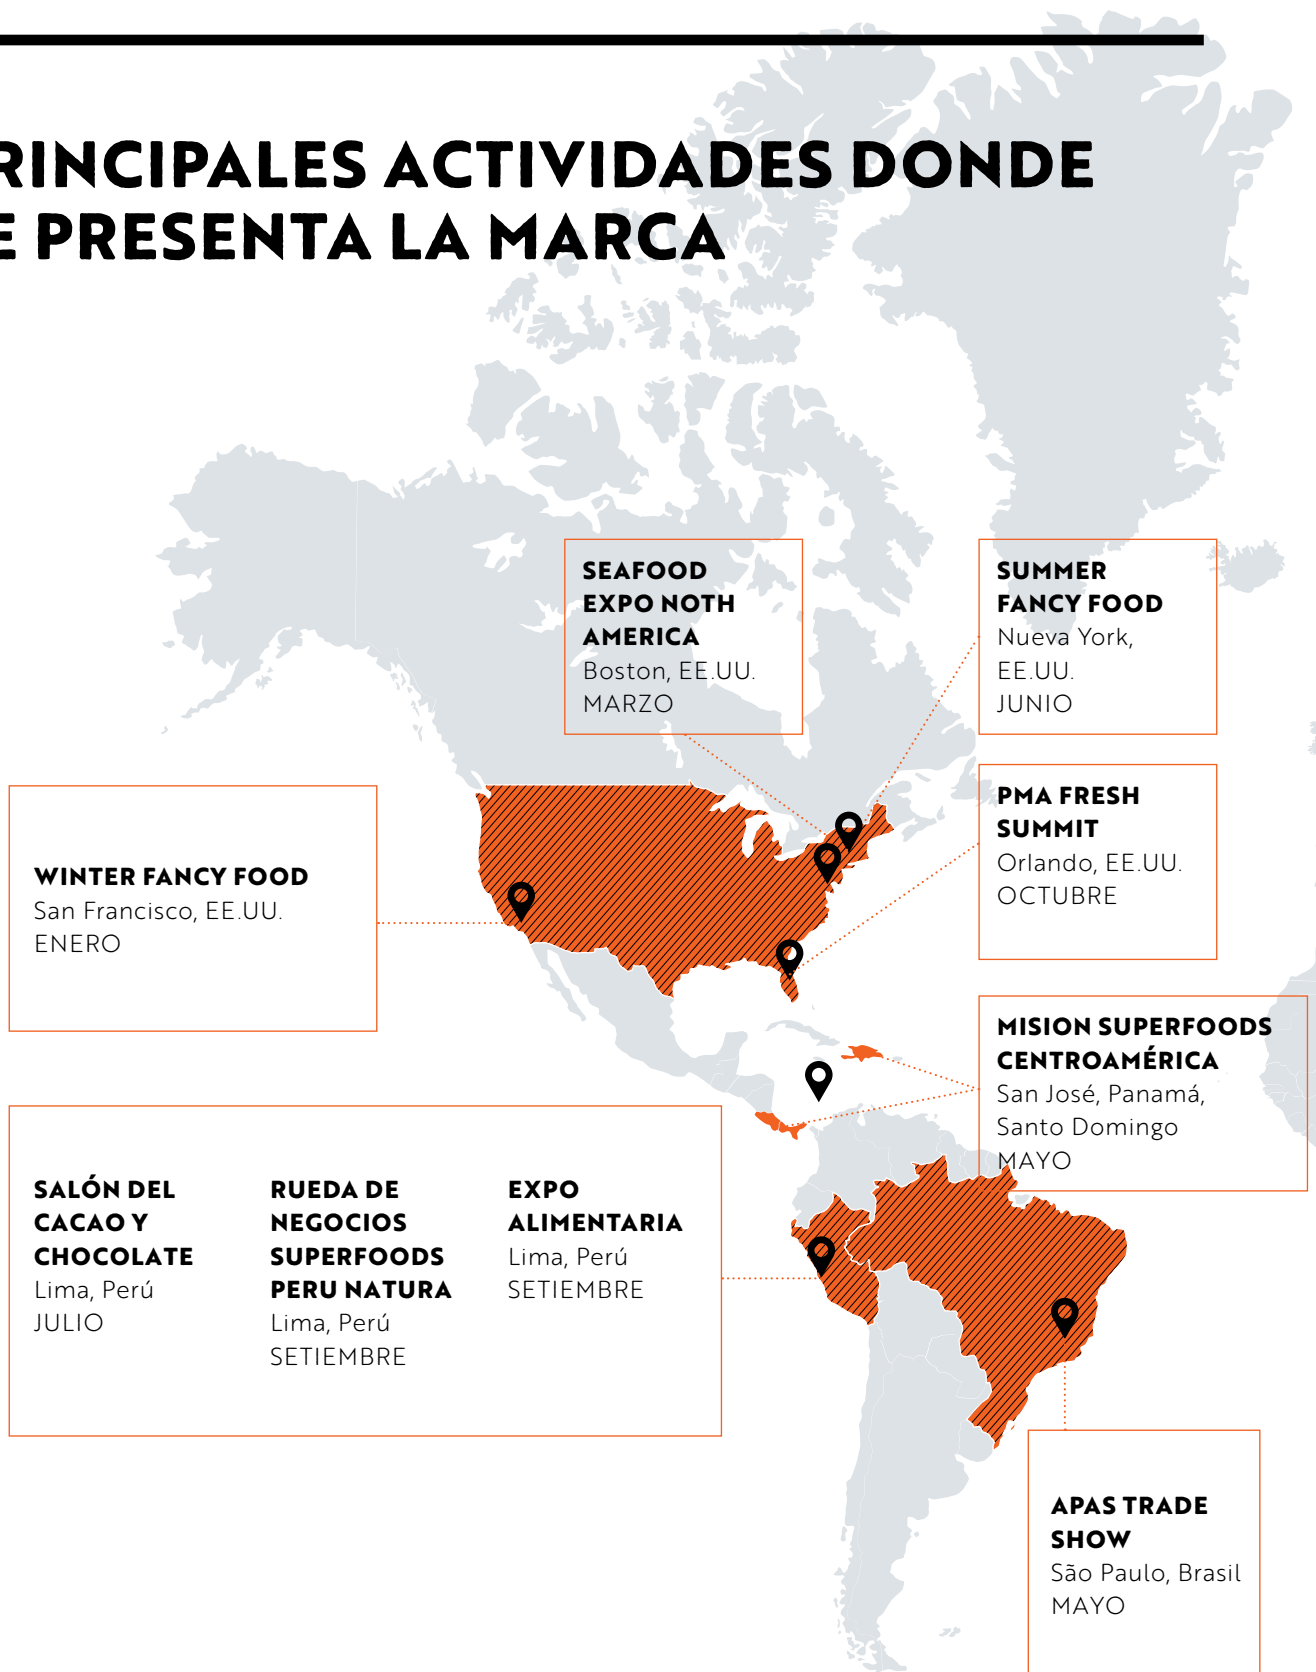 RINCIPALES ACTIVIDADES DONDE
E PRESENTA LA MARCA
SEAFOOD
EXPO NOTH
AMERICA
Boston, EE.UU.
MARZO
SUMMER
FANCY FOOD
Nueva York,
EE.UU.
JUNIO
PMA FRESH
SUMMIT
Orlando, EE.UU.
OCTUBRE
WINTER FANCY FOOD
San Francisco, EE.UU.
ENERO
MISION SUPERFOODS
CENTROAMÉRICA
San José, Panamá,
Santo Domingo
MAYO
SALÓN DEL
CACAO Y
CHOCOLATE
Lima, Perú
JULIO
RUEDA DE
NEGOCIOS
SUPERFOODS
PERU NATURA
Lima, Perú
SETIEMBRE
EXPO
ALIMENTARIA
Lima, Perú
SETIEMBRE
APAS TRADE
SHOW
São Paulo, Brasil
MAYO